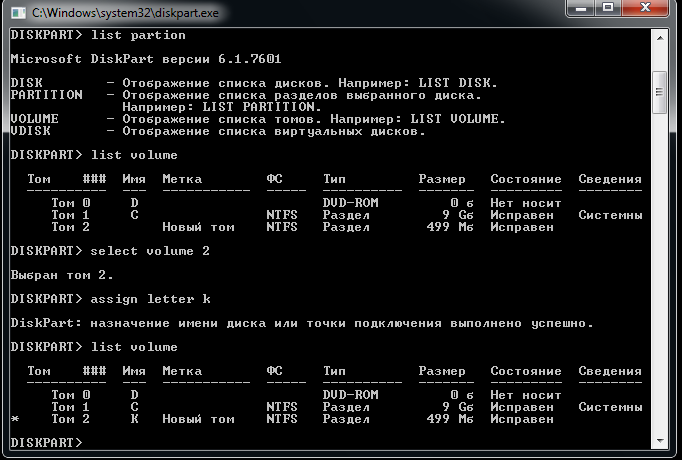 C:\Windows\system32\diskpart.exe
DISKPART> list partion
Microsoft DiskPart версии 6.1.7601
DISK - Отображение списка дисков. Например: LIST DISK.
PARTITION - Отображение списка разделов выбранного диска.
Например: LIST PARTITION.
VOLUME - Отображение списка томов. Например: LIST VOLUME.
VDISK - Отображение списка виртуальных дисков.
DISKPART> list volume
Том ### Имя Метка ФС Тип Размер Состояние Сведения
---------- --- ----------- ----- ---------- ------- --------- --------
Том 0 D DVD-ROM 0 б Нет носит
Том 1 C NTFS Раздел 9 Gб Исправен Системны
Том 2 Новый том NTFS Раздел 499 Mб Исправен
DISKPART> select volume 2
Выбран том 2.
DISKPART> assign letter k
DiskPart: назначение имени диска или точки подключения выполнено успешно.
DISKPART> list volume
Том ### Имя Метка ФС Тип Размер Состояние Сведения
---------- --- ----------- ----- ---------- ------- --------- --------
Том 0 D DVD-ROM 0 б Нет носит
Том 1 C NTFS Раздел 9 Gб Исправен Системны
* Том 2 K Новый том NTFS Раздел 499 Mб Исправен
DISKPART>